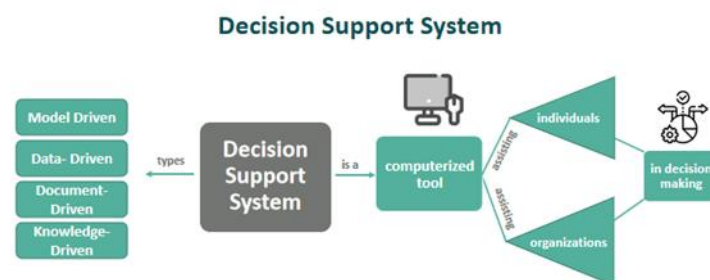 Decision Support System
Model Driven
Data- Driven
Document-
Driven
Knowledge-
Driven
types
Decision
Support
System
is a
computerized
tool
assisting
assisting
individuals
organizations
in decision
making